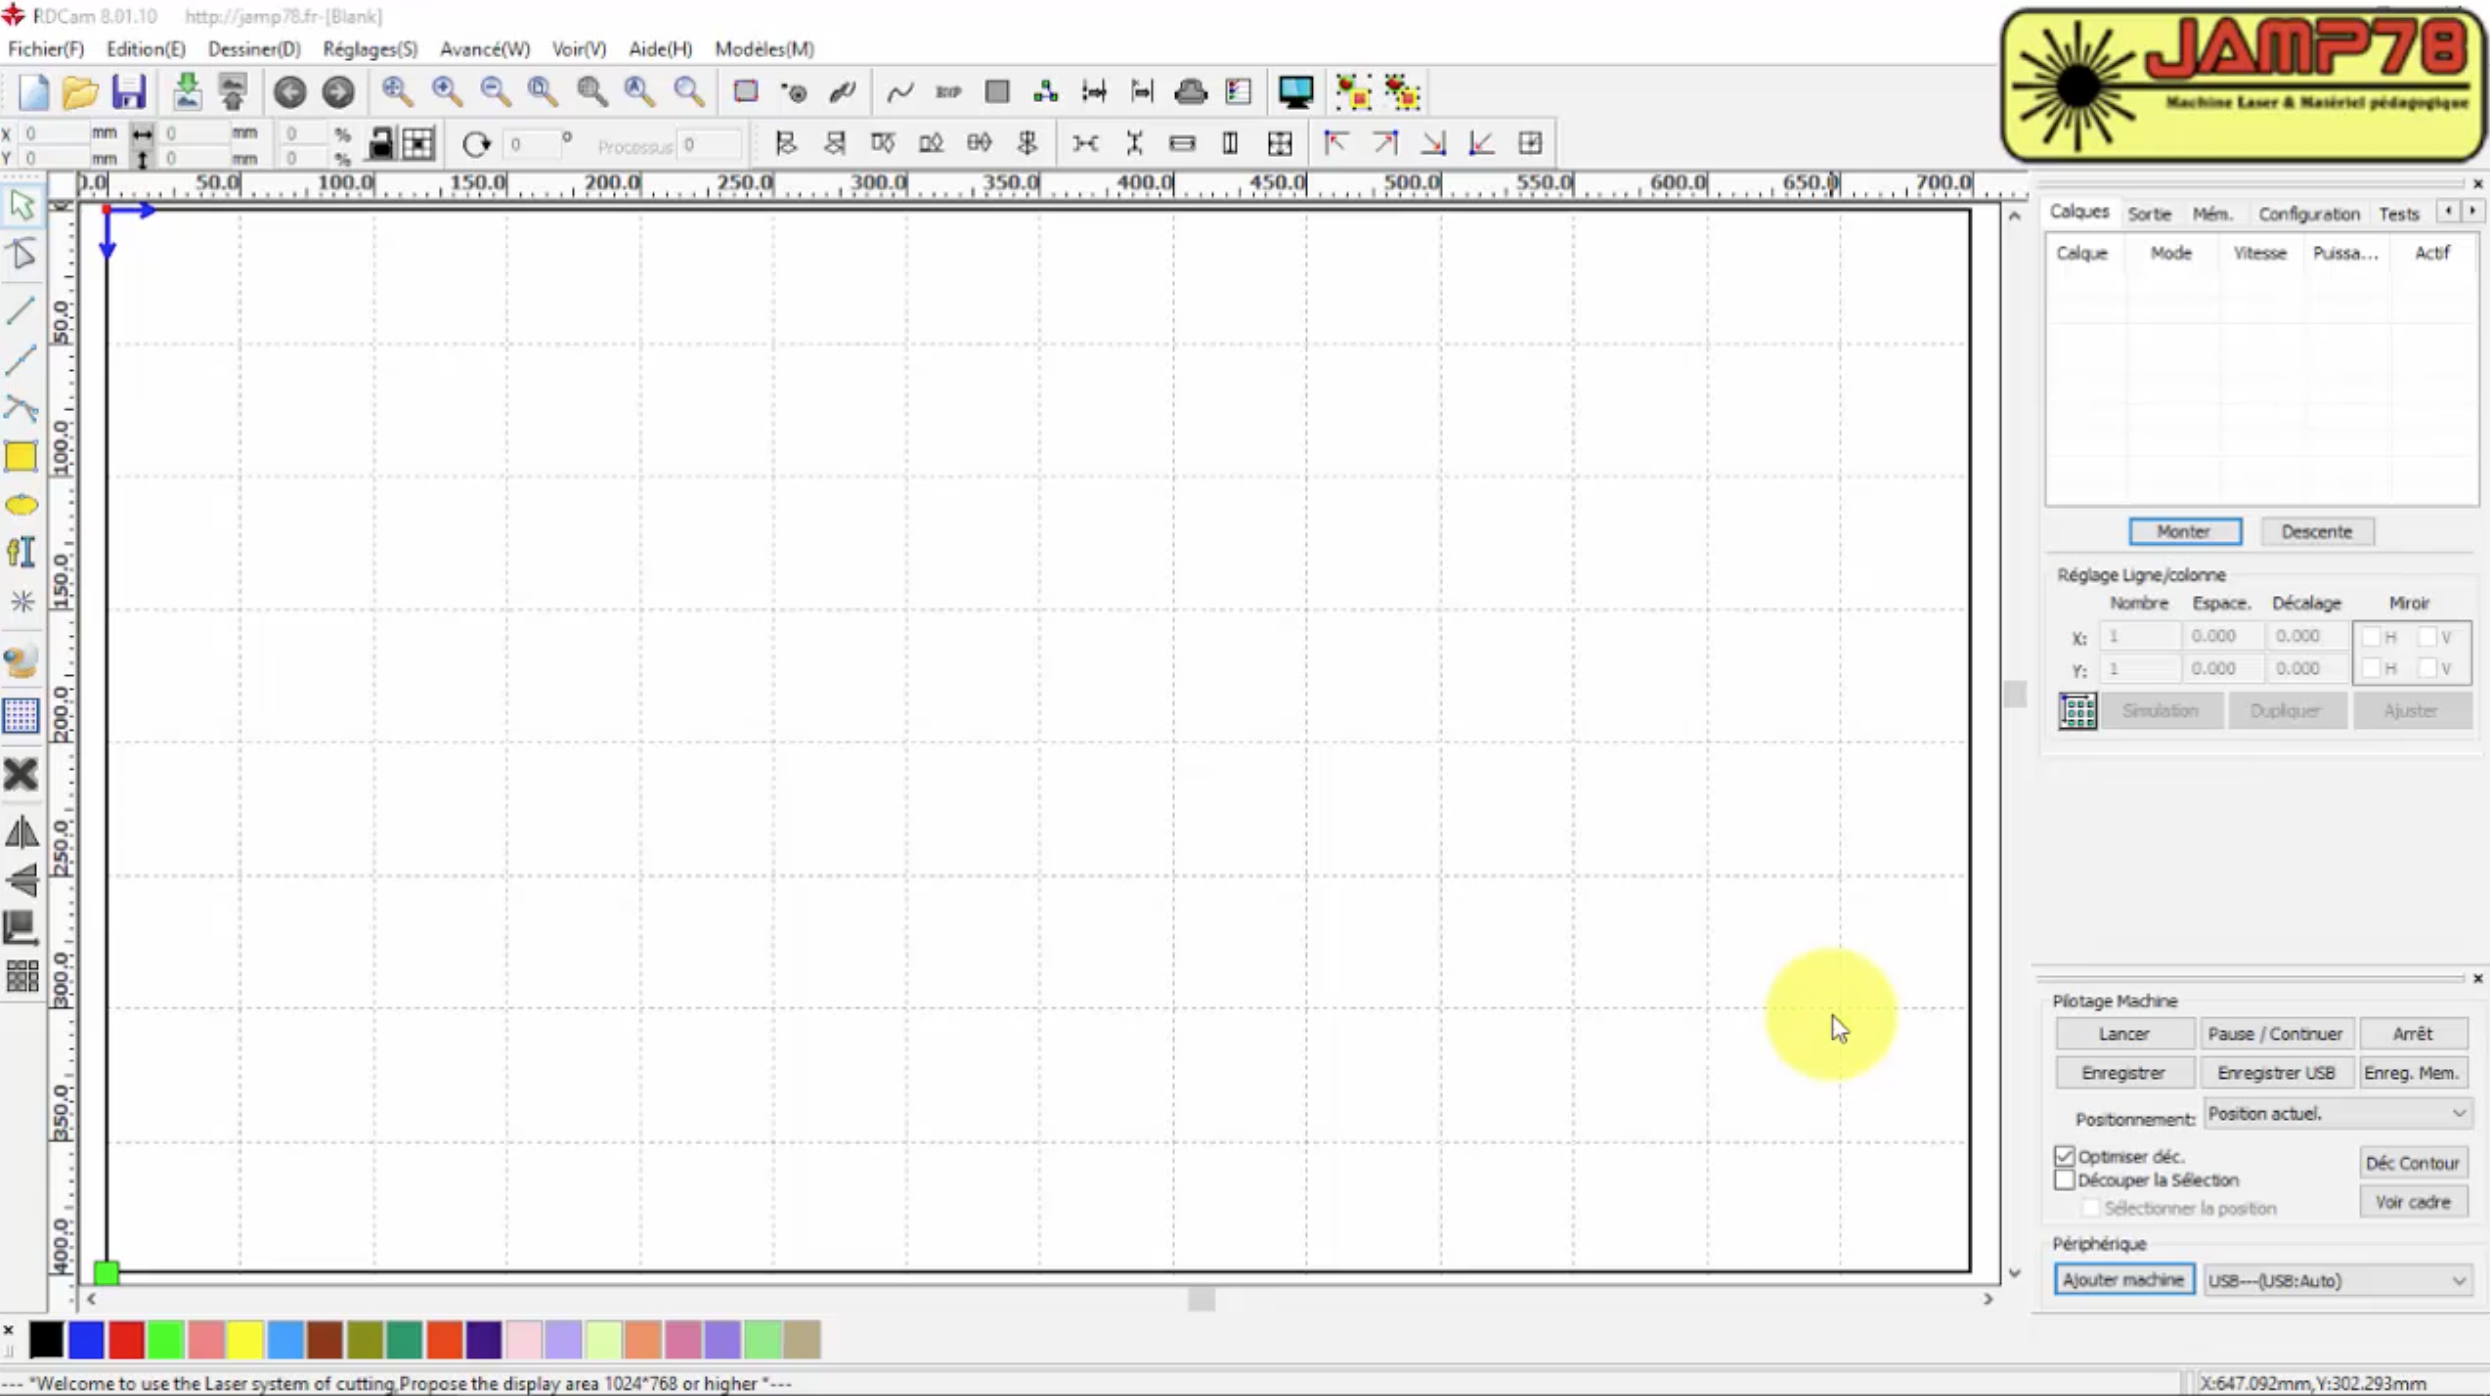 RDCam 8.01.10 http://jamp78.fr-[Blank]
Fichier(F) Edition(E) Dessiner(D) Réglages(S) Avancé(W) Voir(V) Aide(H) Modèles(M)
JAMP78
Machine Laser & Matériel pédagogique
BMP
X 0 mm 0 mm 0 %
Y 0 mm 0 mm 0 %
0 ° Processus 0
0.0 50.0 100.0 150.0 200.0 250.0 300.0 350.0 400.0 450.0 500.0 550.0 600.0 650.0 700.0
50.0
100.0
150.0
200.0
250.0
300.0
350.0
400.0
Calques Sortie Mém. Configuration Tests
Calque Mode Vitesse Puissa... Actif
Monter Descente
Réglage Ligne/colonne
Nombre Espace. Décalage Miroir
X: 1 0.000 0.000 H V
Y: 1 0.000 0.000 H V
Simulation Dupliquer Ajuster
Pilotage Machine
Lancer Pause / Continuer Arrêt
Enregistrer Enregistrer USB Enreg. Mem.
Positionnement: Position actuel.
Optimiser déc.
Déc Contour
Découper la Sélection
Voir cadre
Sélectionner la position
Périphérique
Ajouter machine USB---(USB:Auto)
--- *Welcome to use the Laser system of cutting,Propose the display area 1024*768 or higher *---
X:647.092mm,Y:302.293mm